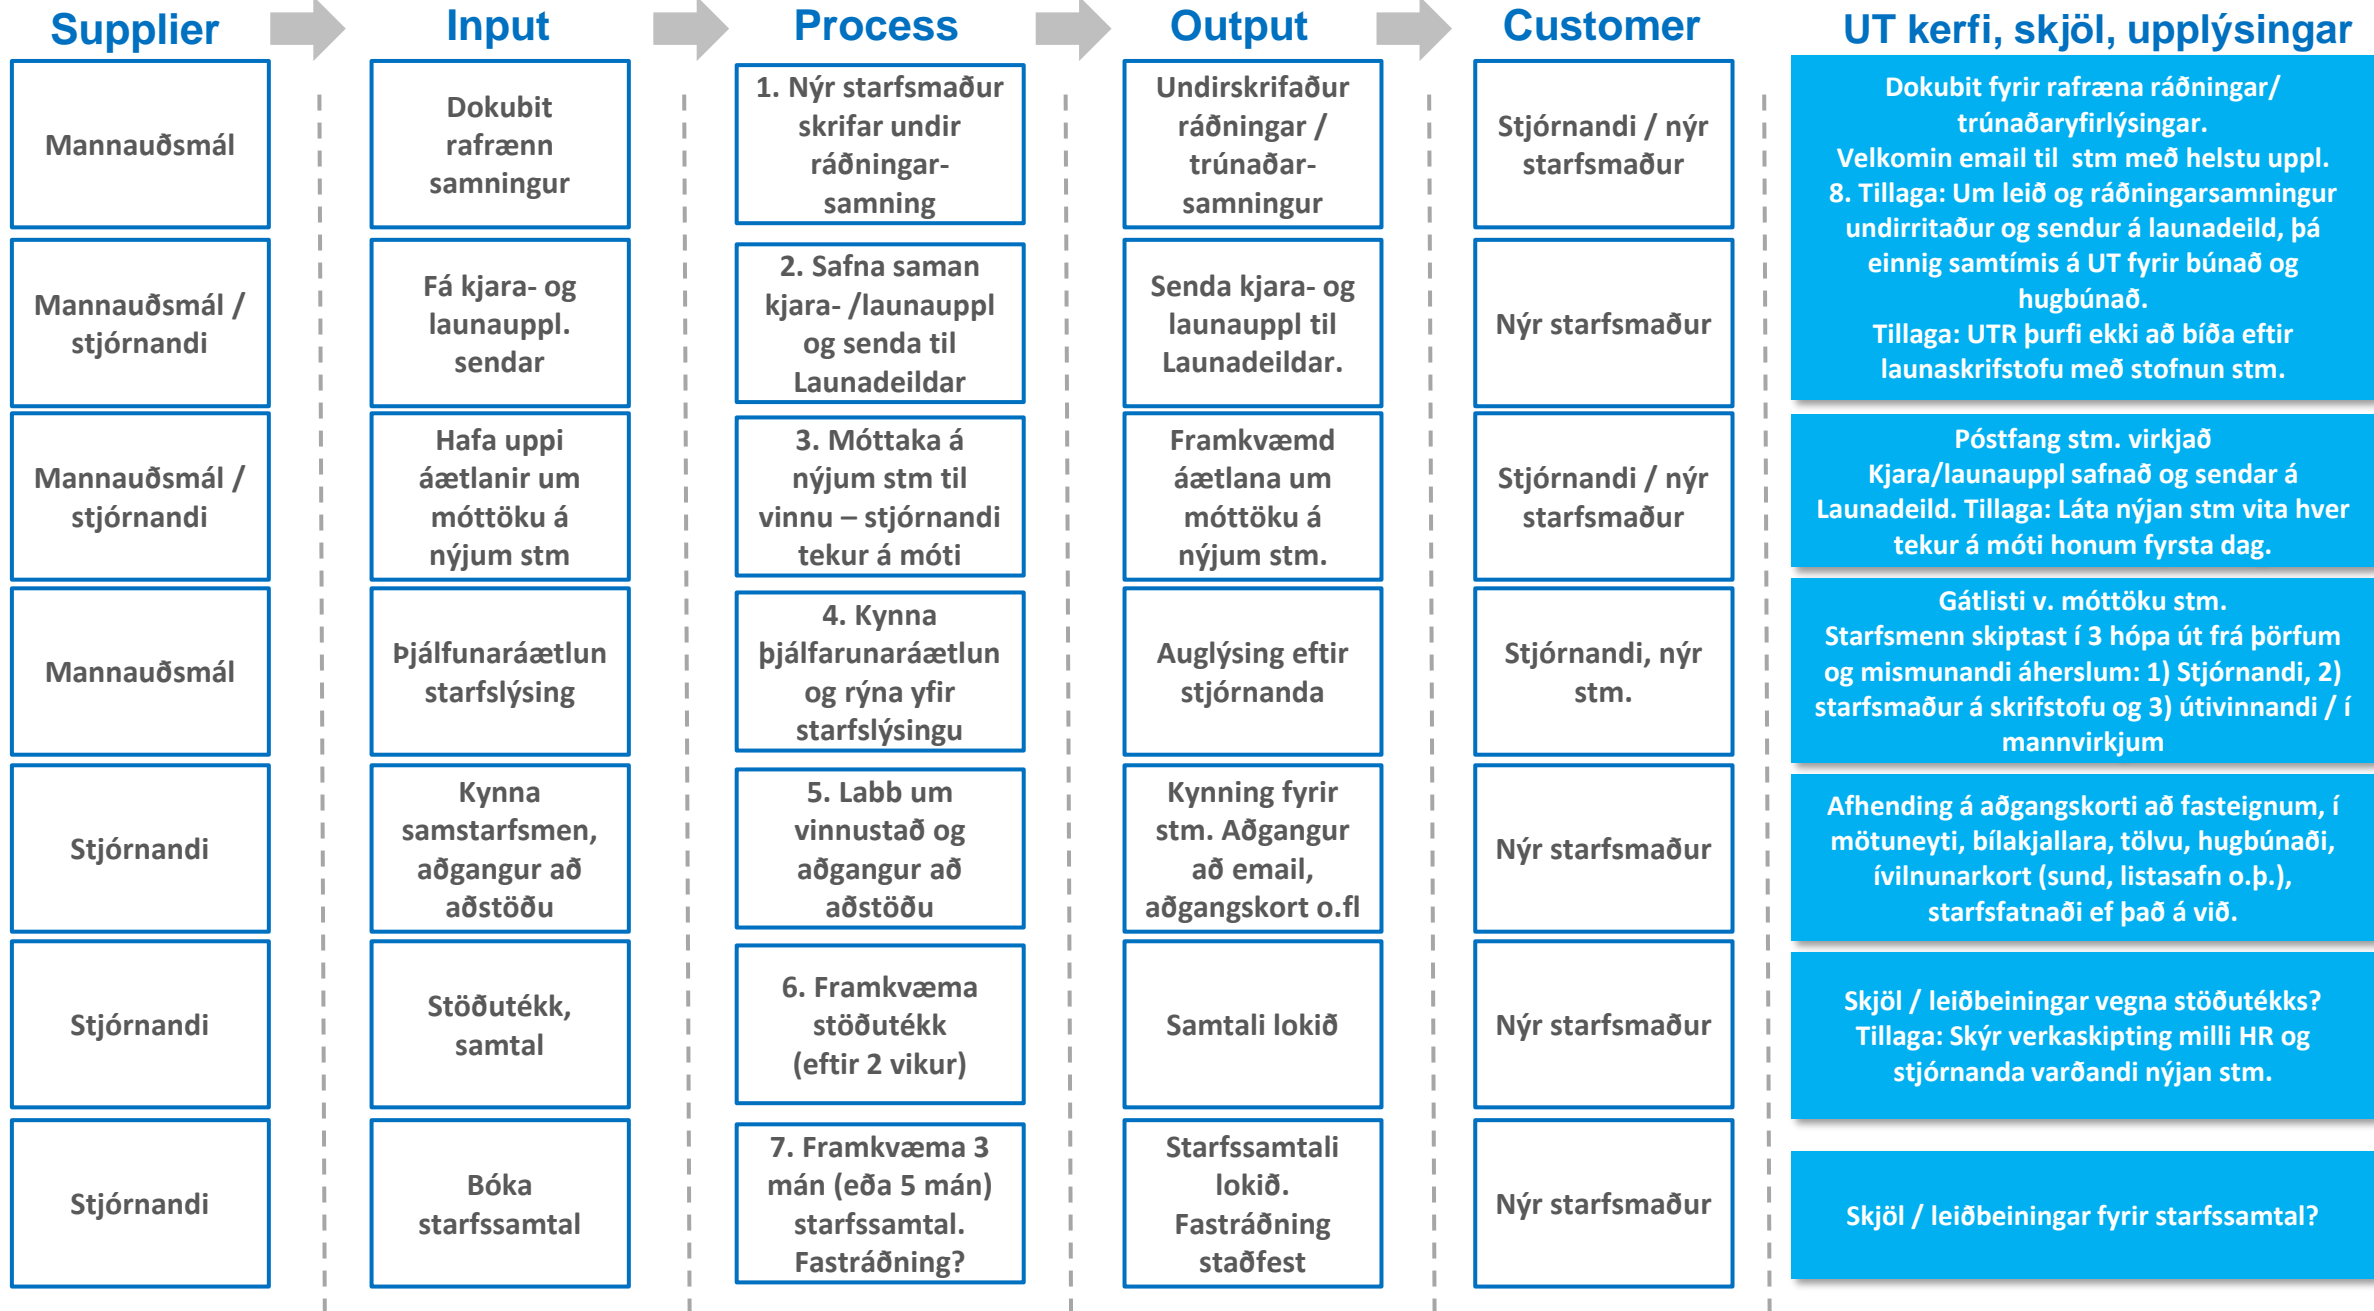 Supplier
Input
Process
Output
Customer
UT kerfi, skjöl, upplýsingar
Mannauðsmál
Dokubit
rafrænn
samningur
1. Nýr starfsmaður
skrifar undir
ráðningar-
samning
Undirskrifaður
ráðningar /
trúnaðar-
samningur
Stjórnandi / nýr
starfsmaður
Dokubit fyrir rafræna ráðningar/
trúnaðaryfirlýsingar.
Velkomin email til  stm með helstu uppl.
8. Tillaga: Um leið og ráðningarsamningur
undirritaður og sendur á launadeild, þá
einnig samtímis á UT fyrir búnað og
hugbúnað.
Tillaga: UTR þurfi ekki að bíða eftir
launaskrifstofu með stofnun stm.
Mannauðsmál /
stjórnandi
Fá kjara- og
launauppl.
sendar
2. Safna saman
kjara- /launauppl
og senda til
Launadeildar
Senda kjara- og
launauppl til
Launadeildar.
Nýr starfsmaður
Mannauðsmál /
stjórnandi
Hafa uppi
áætlanir um
móttöku á
nýjum stm
3. Móttaka á
nýjum stm til
vinnu – stjórnandi
tekur á móti
Framkvæmd
áætlana um
móttöku á
nýjum stm.
Stjórnandi / nýr
starfsmaður
Póstfang stm. virkjað
Kjara/launauppl safnað og sendar á
Launadeild. Tillaga: Láta nýjan stm vita hver
tekur á móti honum fyrsta dag.
Mannauðsmál
Þjálfunaráætlun
starfslýsing
4. Kynna
þjálfarunaráætlun
og rýna yfir
starfslýsingu
Auglýsing eftir
stjórnanda
Stjórnandi, nýr
stm.
Gátlisti v. móttöku stm.
Starfsmenn skiptast í 3 hópa út frá þörfum
og mismunandi áherslum: 1) Stjórnandi, 2)
starfsmaður á skrifstofu og 3) útivinnandi / í
mannvirkjum
Stjórnandi
Kynna
samstarfsmen,
aðgangur að
aðstöðu
5. Labb um
vinnustað og
aðgangur að
aðstöðu
Kynning fyrir
stm. Aðgangur
að email,
aðgangskort o.fl
Nýr starfsmaður
Afhending á aðgangskorti að fasteignum, í
mötuneyti, bílakjallara, tölvu, hugbúnaði,
ívilnunarkort (sund, listasafn o.þ.),
starfsfatnaði ef það á við.
Stjórnandi
Stöðutékk,
samtal
6. Framkvæma
stöðutékk
(eftir 2 vikur)
Samtali lokið
Nýr starfsmaður
Skjöl / leiðbeiningar vegna stöðutékks?
Tillaga: Skýr verkaskipting milli HR og
stjórnanda varðandi nýjan stm.
Stjórnandi
Bóka
starfssamtal
7. Framkvæma 3
mán (eða 5 mán)
starfssamtal.
Fastráðning?
Starfssamtali
lokið.
Fastráðning
staðfest
Nýr starfsmaður
Skjöl / leiðbeiningar fyrir starfssamtal?